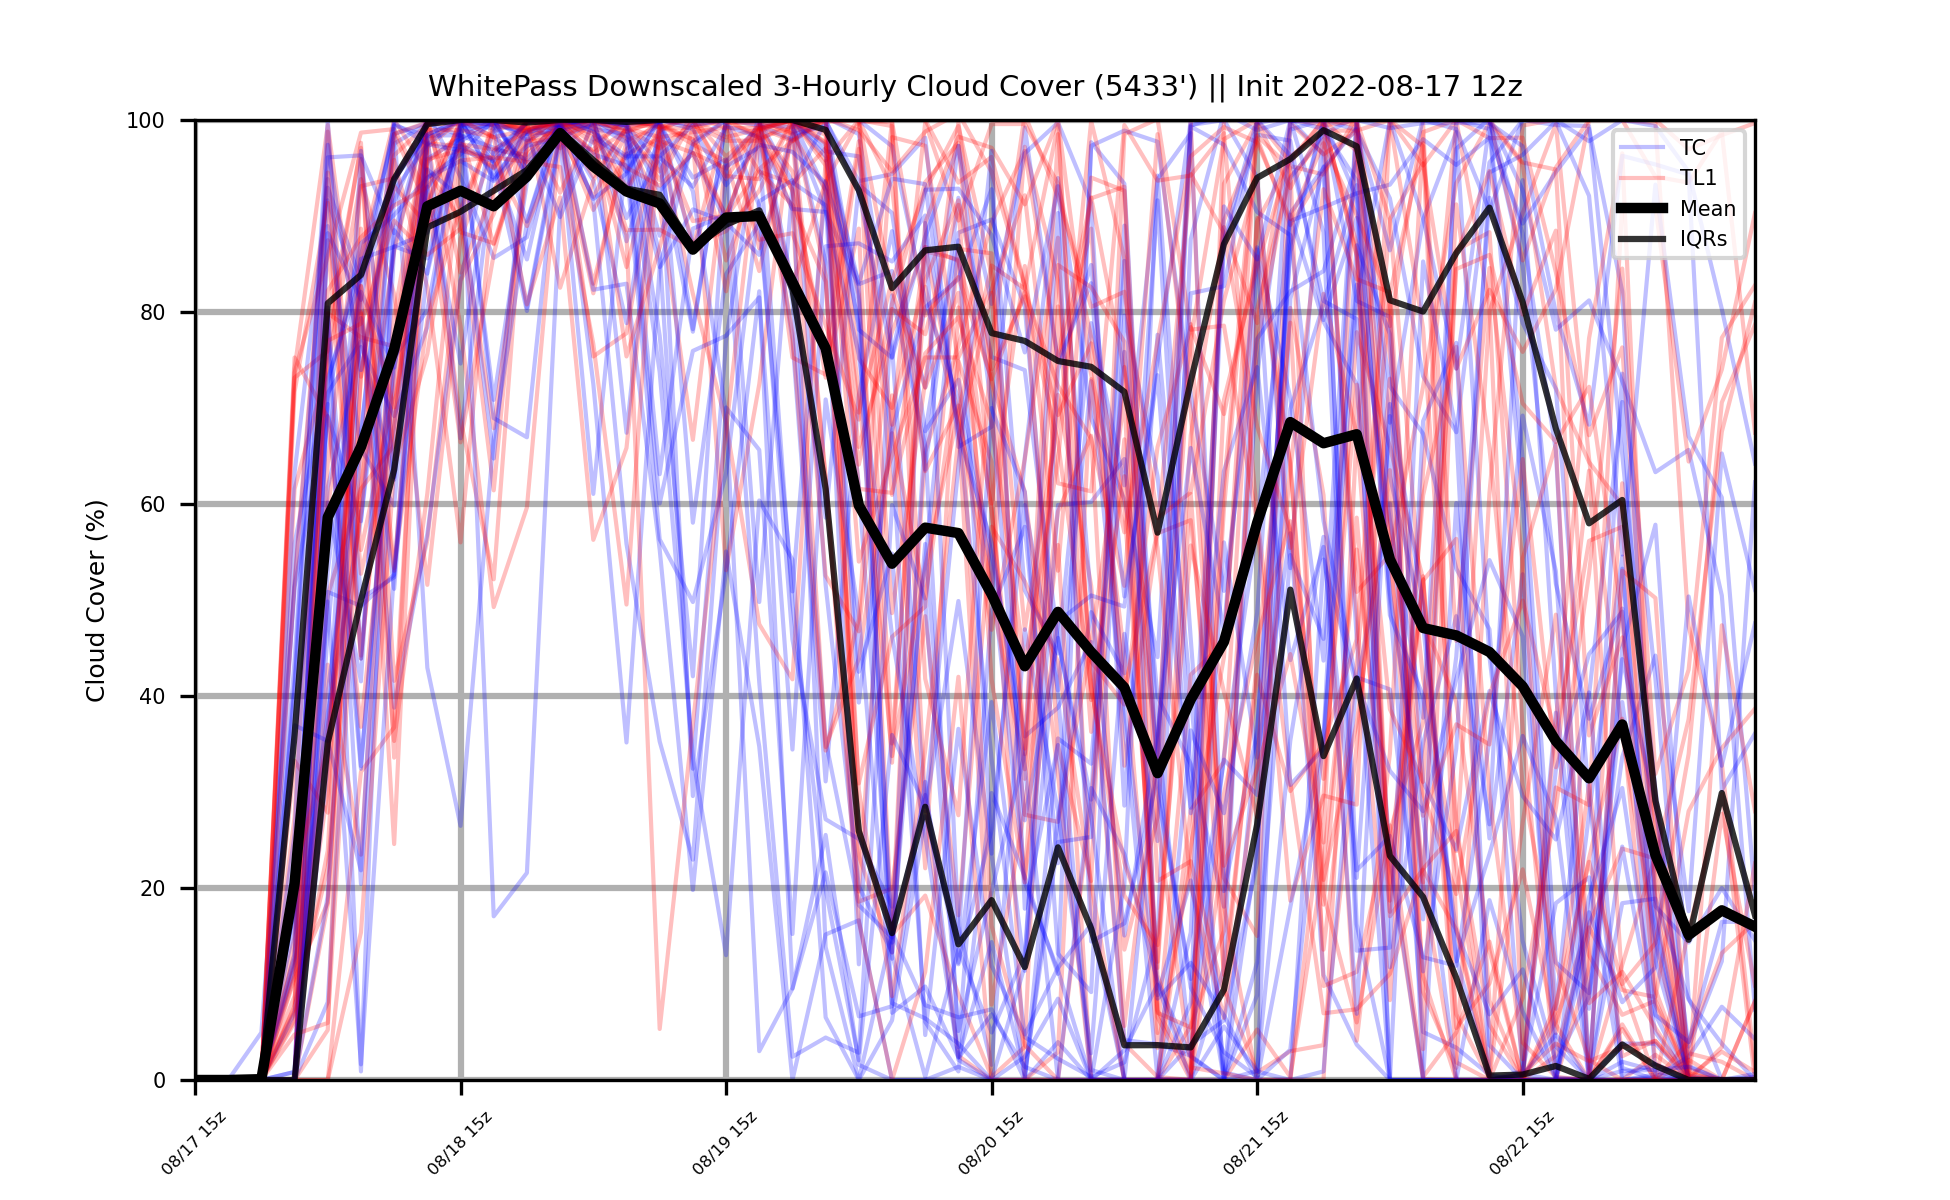 WhitePass Downscaled 3-Hourly Cloud Cover (5433') || Init 2022-08-17 12z
Cloud Cover (%)
100
80
60
40
20
0
TC
TL1
Mean
IQRs
08/17 15z
08/18 15z
08/19 15z
08/20 15z
08/21 15z
08/22 15z